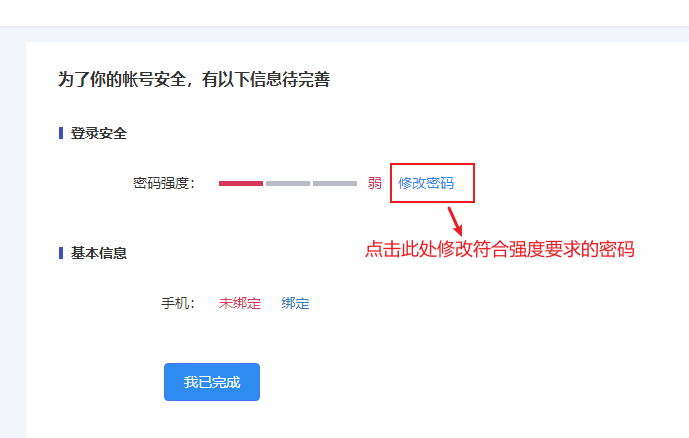 为了你的帐号安全，有以下信息待完善
登录安全
密码强度： 弱 修改密码
点击此处修改符合强度要求的密码
基本信息
手机： 未绑定 绑定
我已完成